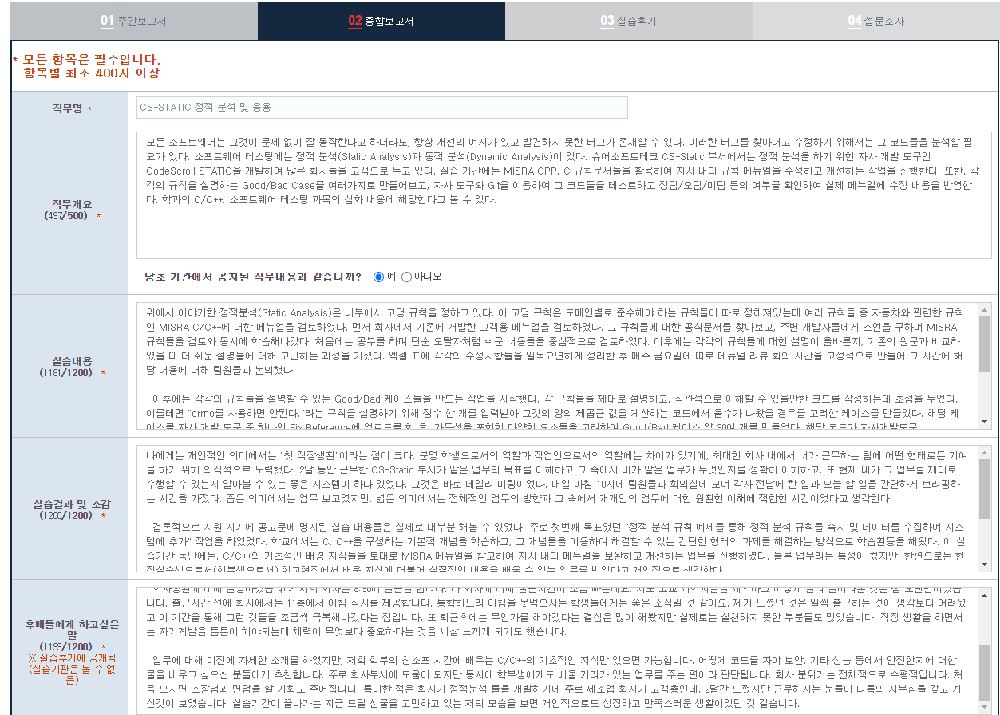 01 주간보고서
02 종합보고서
03 실습후기
04 설문조사
* 모든 항목은 필수입니다.
- 항목별 최소 400자 이상
직무명 *
CS-STATIC 정적 분석 및 응용
직무개요
(497/500) *
모든 소프트웨어는 그것이 문제 없이 잘 동작한다고 하더라도, 항상 개선의 여지가 있고 발견하지 못한 버그가 존재할 수 있다. 이러한 버그를 찾아내고 수정하기 위해서는 그 코드들을 분석할 필
요가 있다. 소프트웨어 테스팅에는 정적 분석(Static Analysis)과 동적 분석(Dynamic Analysis)이 있다. 슈어소프트테크 CS-Static 부서에서는 정적 분석을 하기 위한 자사 개발 도구인
CodeScroll STATIC을 개발하여 많은 회사들을 고객으로 두고 있다. 실습 기간에는 MISRA CPP, C 규칙문서들을 활용하여 자사 내의 규칙 메뉴얼을 수정하고 개선하는 작업을 진행한다. 또한, 각
각의 규칙을 설명하는 Good/Bad Case를 여러가지로 만들어보고, 자사 도구와 Git을 이용하여 그 코드들을 테스트하고 정탐/오탐/미탐 등의 여부를 확인하여 실제 메뉴얼에 수정 내용을 반영한
다. 학과의 C/C++, 소프트웨어 테스팅 과목의 심화 내용에 해당한다고 볼 수 있다.
당초 기관에서 공지된 직무내용과 같습니까? 예 아니오
실습내용
(1181/1200) *
위에서 이야기한 정적분석(Static Analysis)은 내부에서 코딩 규칙을 정하고 있다. 이 코딩 규칙은 도메인별로 준수해야 하는 규칙들이 따로 정해져있는데 여러 규칙들 중 자동차와 관련한 규칙
인 MISRA C/C++에 대한 메뉴얼을 검토하였다. 먼저 회사에서 기존에 개발한 고객용 메뉴얼을 검토하였다. 그 규칙들에 대한 공식문서를 찾아보고, 주변 개발자들에게 조언을 구하며 MISRA
규칙들을 검토와 동시에 학습해나갔다. 처음에는 공부를 하며 단순 오탈자처럼 쉬운 내용들을 중심적으로 검토하였다. 이후에는 각각의 규칙들에 대한 설명이 올바른지, 기존의 원문과 비교하
였을 때 더 쉬운 설명들에 대해 고민하는 과정을 가졌다. 엑셀 표에 각각의 수정사항들을 일목요연하게 정리한 후 매주 금요일에 따로 메뉴얼 리뷰 회의 시간을 고정적으로 만들어 그 시간에 해
당 내용에 대해 팀원들과 논의했다.
이후에는 각각의 규칙들을 설명할 수 있는 Good/Bad 케이스들을 만드는 작업을 시작했다. 각 규칙들을 제대로 설명하고, 직관적으로 이해할 수 있을만한 코드를 작성하는데 초점을 두었다.
이를테면 "errno를 사용하면 안된다."라는 규칙을 설명하기 위해 정수 한 개를 입력받아 그것의 양의 제곱근 값을 계산하는 코드에서 음수가 나왔을 경우를 고려한 케이스를 만들었다. 해당 케
이스를 자사 개발 도구 중 하나인 Fix Reference에 업로드를 한 후, 가독성을 포함한 다양한 요소들을 고려하여 Good/Bad 케이스 약 30여 개를 만들었다. 해당 코드가 자사개발도구
실습결과 및 소감
(1200/1200) *
나에게는 개인적인 의미에서는 "첫 직장생활"이라는 점이 크다. 분명 학생으로서의 역할과 직업인으로서의 역할에는 차이가 있기에, 최대한 회사 내에서 내가 근무하는 팀에 어떤 형태로든 기여
를 하기 위해 의식적으로 노력했다. 2달 동안 근무한 CS-Static 부서가 맡은 업무의 목표를 이해하고 그 속에서 내가 맡은 업무가 무엇인지를 정확히 이해하고, 또 현재 내가 그 업무를 제대로
수행할 수 있는지 알아볼 수 있는 좋은 시스템이 하나 있었다. 그것은 바로 데일리 미팅이었다. 매일 아침 10시에 팀원들과 회의실에 모여 각자 전날에 한 일과 오늘 할 일을 간단하게 브리핑하
는 시간을 가졌다. 좁은 의미에서는 업무 보고였지만, 넓은 의미에서는 전체적인 업무의 방향과 그 속에서 개개인의 업무에 대한 원활한 이해에 적합한 시간이었다고 생각한다.
결론적으로 지원 시기에 공고문에 명시된 실습 내용들은 실제로 대부분 해볼 수 있었다. 주로 첫번째 목표였던 "정적 분석 규칙 예제를 통해 정적 분석 규칙들 숙지 및 데이터를 수집하여 시스
템에 추가" 작업을 하였었다. 학교에서는 C, C++을 구성하는 기본적 개념을 학습하고, 그 개념들을 이용하여 해결할 수 있는 간단한 형태의 과제를 해결하는 방식으로 학습활동을 해왔다. 이 실
습기간 동안에는, C/C++의 기초적인 배경 지식들을 토대로 MISRA 메뉴얼을 참고하여 자사 내의 메뉴얼을 보완하고 개선하는 업무를 진행하였다. 물론 업무라는 특성이 컸지만, 한편으로는 현
장실습생으로서(학부생으로서) 학교현장에서 배운 지식에 더불어 실질적인 내용을 배울 수 있는 업무를 받았다고 개인적으로 생각한다.
후배들에게 하고싶은
말
(1199/1200) *
※ 실습후기에 공개됨
(실습기관은 볼 수 없
음)
니다. 출근시간 전에 회사에서는 11층에서 아침 식사를 제공합니다. 통학하느라 아침을 못먹으시는 학생들에게는 좋은 소식일 것 같아요. 제가 느꼈던 것은 일찍 출근하는 것이 생각보다 어려웠
고 이 기간을 통해 그런 것들을 조금씩 극복해나갔다는 점입니다. 또 퇴근후에는 무언가를 해야겠다는 결심은 많이 해봤지만 실제로는 실천하지 못한 부분들도 많았습니다. 직장 생활을 하면서
는 자기계발을 틈틈이 해야되는데 체력이 무엇보다 중요하다는 것을 새삼 느끼게 되기도 했습니다.
업무에 대해 이전에 자세한 소개를 하였지만, 저희 학부의 창소프 시간에 배우는 C/C++의 기초적인 지식만 있으면 가능합니다. 어떻게 코드를 짜야 보안, 기타 성능 등에서 안전한지에 대한
룰을 배우고 싶으신 분들에게 추천합니다. 주로 회사부서에 도움이 되지만 동시에 학부생에게도 배울 거리가 있는 업무를 주는 편이라 판단됩니다. 회사 분위기는 전체적으로 수평적입니다. 처
음 오시면 소장님과 면담을 할 기회도 주어집니다. 특이한 점은 회사가 정적분석 툴을 개발하기에 주로 제조업 회사가 고객층인데, 2달간 느꼈지만 근무하시는 분들이 나름의 자부심을 갖고 계
신것이 보였습니다. 실습기간이 끝나가는 지금 드릴 선물을 고민하고 있는 저의 모습을 보면 개인적으로도 성장하고 만족스러운 생활이었던 것 같습니다.